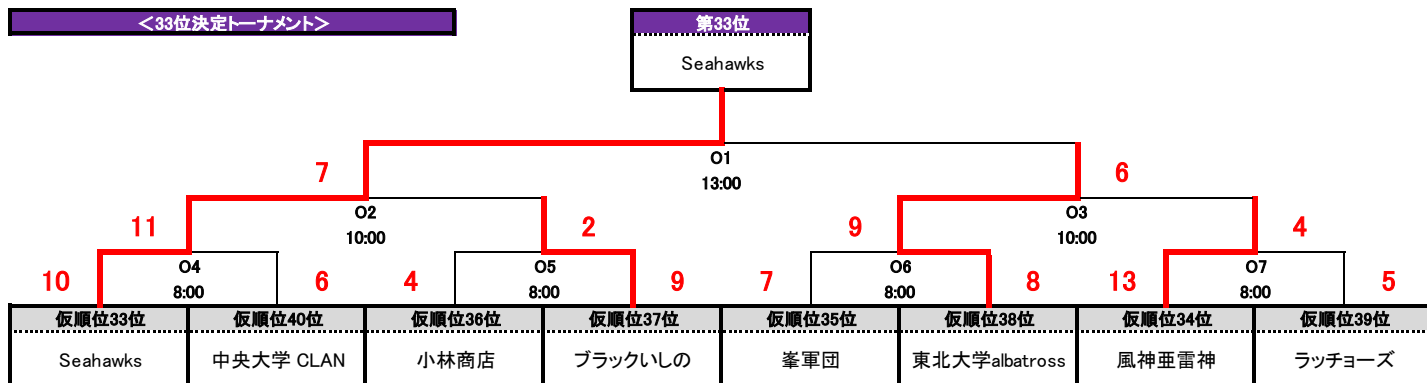 <33位決定トーナメント>
第33位
Seahawks
O1
13:00
7
6
O2
10:00
O3
10:00
11
2
9
4
O4
8:00
O5
8:00
O6
8:00
O7
8:00
10
6
4
9
7
8
13
5
仮順位33位 仮順位40位 仮順位36位 仮順位37位 仮順位35位 仮順位38位 仮順位34位 仮順位39位
Seahawks 中央大学 CLAN 小林商店 ブラックいしの 峯軍団 東北大学albatross 風神亜雷神 ラッチョーズ